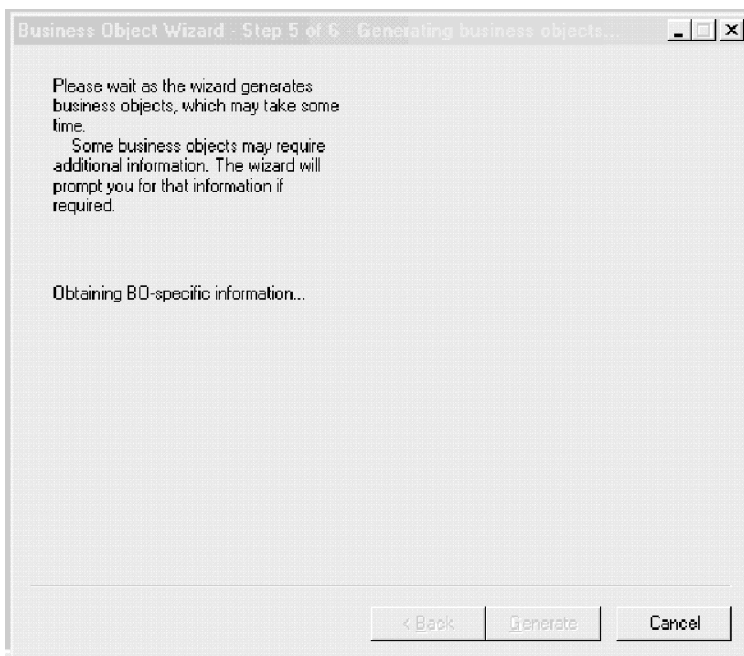 Business Object Wizard - Step 5 of 6 - Generating business objects...
Please wait as the wizard generates
business objects, which may take some
time.
Some business objects may require
additional information. The wizard will
prompt you for that information if
required.
Obtaining BO-specific information...
< Back
Generate
Cancel